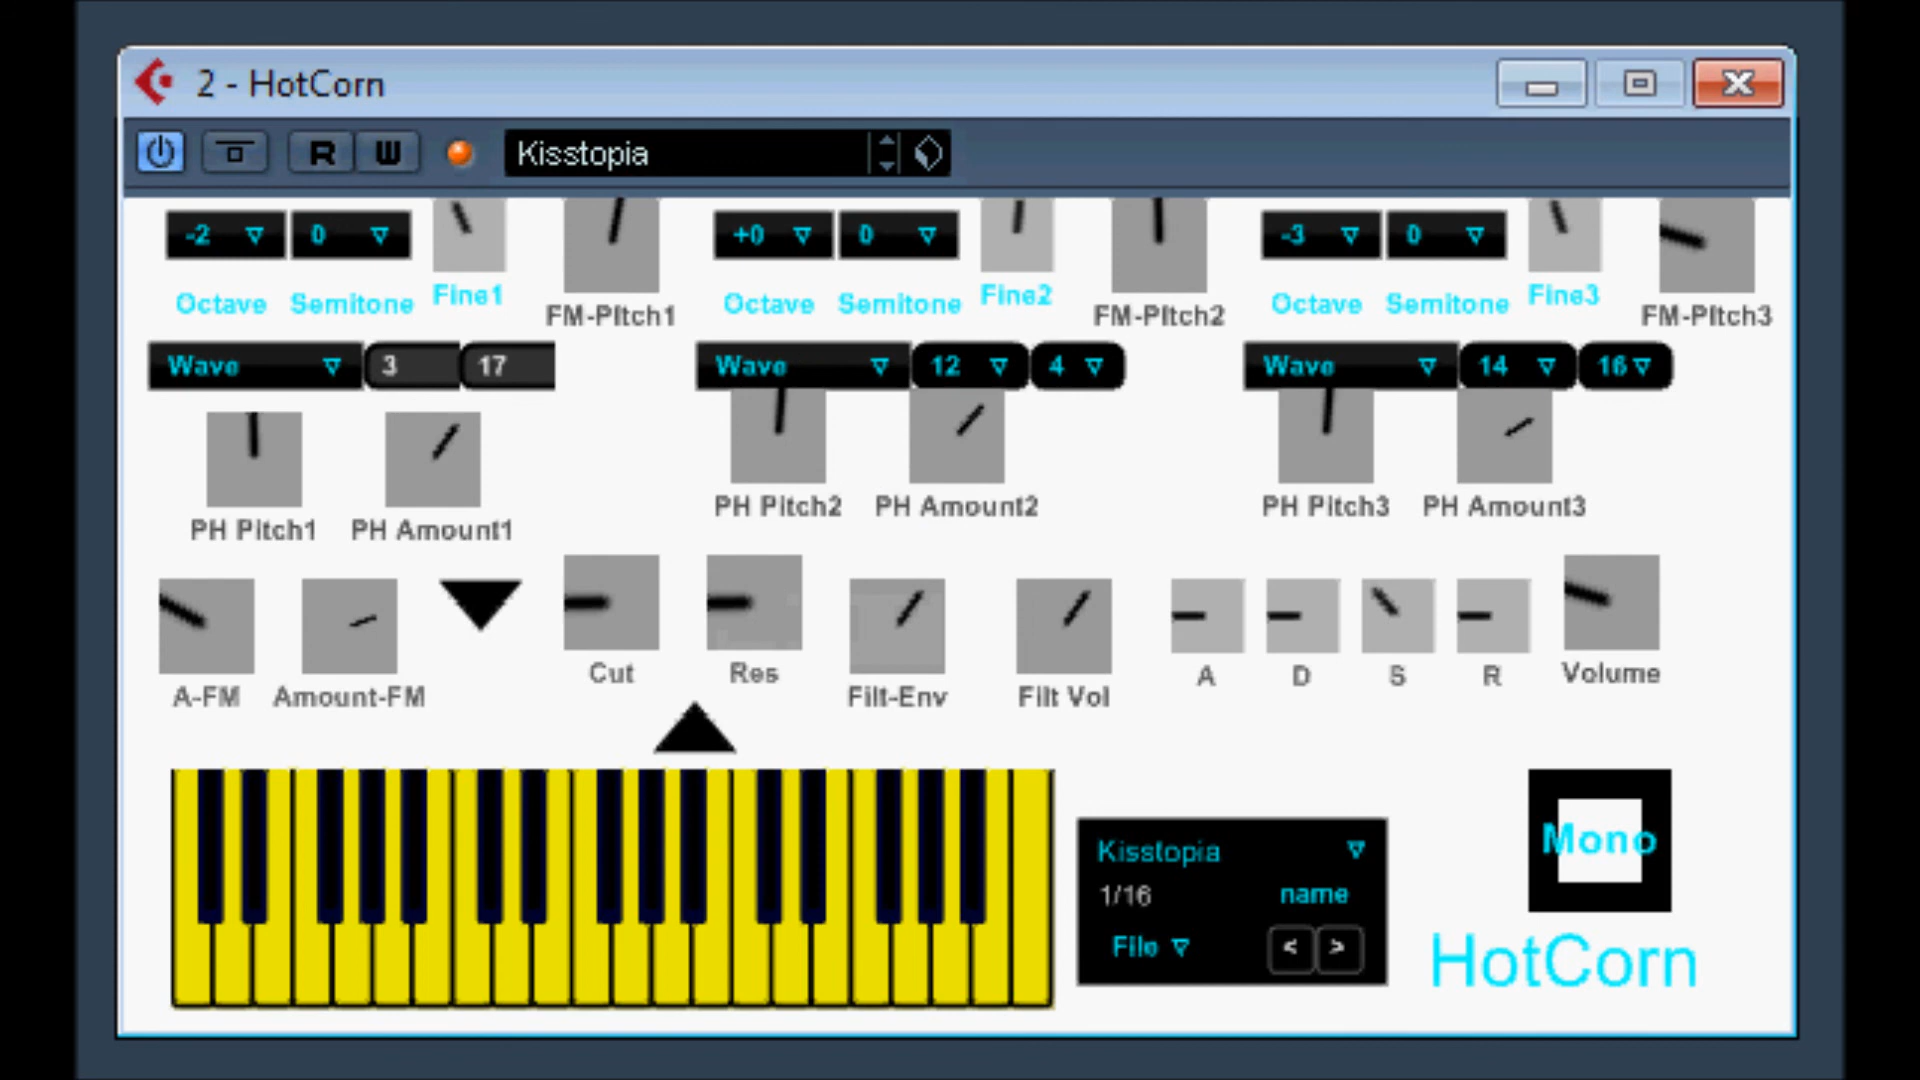 2 - HotCorn
R W Kisstopia
-2 0 +0 0 -3 0
Octave Semitone Fine1 FM-Pitch1 Octave Semitone Fine2 FM-Pitch2 Octave Semitone Fine3 FM-Pitch3
Wave 3 17 Wave 12 4 Wave 14 16
PH Pitch1 PH Amount1 PH Pitch2 PH Amount2 PH Pitch3 PH Amount3
A-FM Amount-FM Cut Res Filt-Env Filt Vol A D S R Volume
Kisstopia
1/16 name
File < >
Mono
HotCorn